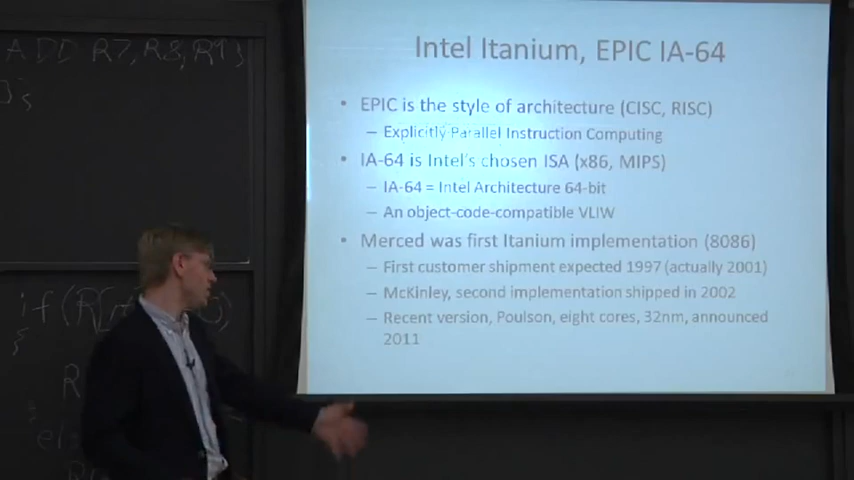 ADD R7, R8, R9;
Intel Itanium, EPIC IA-64
• EPIC is the style of architecture (CISC, RISC)
– Explicitly Parallel Instruction Computing
• IA-64 is Intel's chosen ISA (x86, MIPS)
– IA-64 = Intel Architecture 64-bit
– An object-code-compatible VLIW
• Merced was first Itanium implementation (8086)
– First customer shipment expected 1997 (actually 2001)
– McKinley, second implementation shipped in 2002
– Recent version, Poulson, eight cores, 32nm, announced
2011
if (R